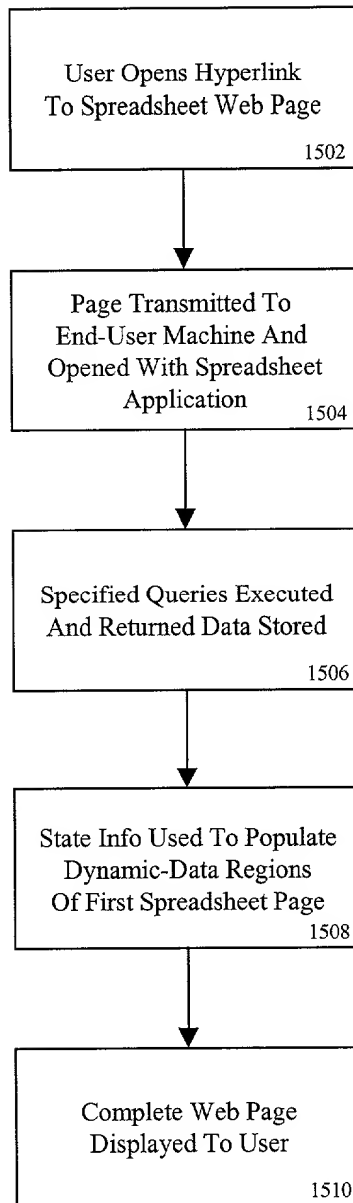 User Opens Hyperlink
To Spreadsheet Web Page
1502
Page Transmitted To
End-User Machine And
Opened With Spreadsheet
Application
1504
Specified Queries Executed
And Returned Data Stored
1506
State Info Used To Populate
Dynamic-Data Regions
Of First Spreadsheet Page
1508
Complete Web Page
Displayed To User
1510